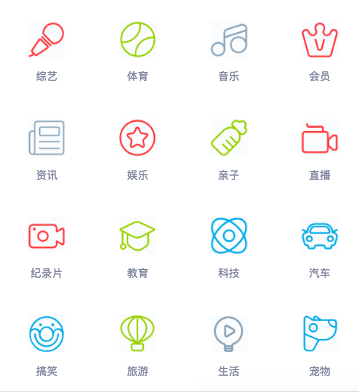 综艺 体育 音乐 会员
资讯 娱乐 亲子 直播
纪录片 教育 科技 汽车
搞笑 旅游 生活 宠物